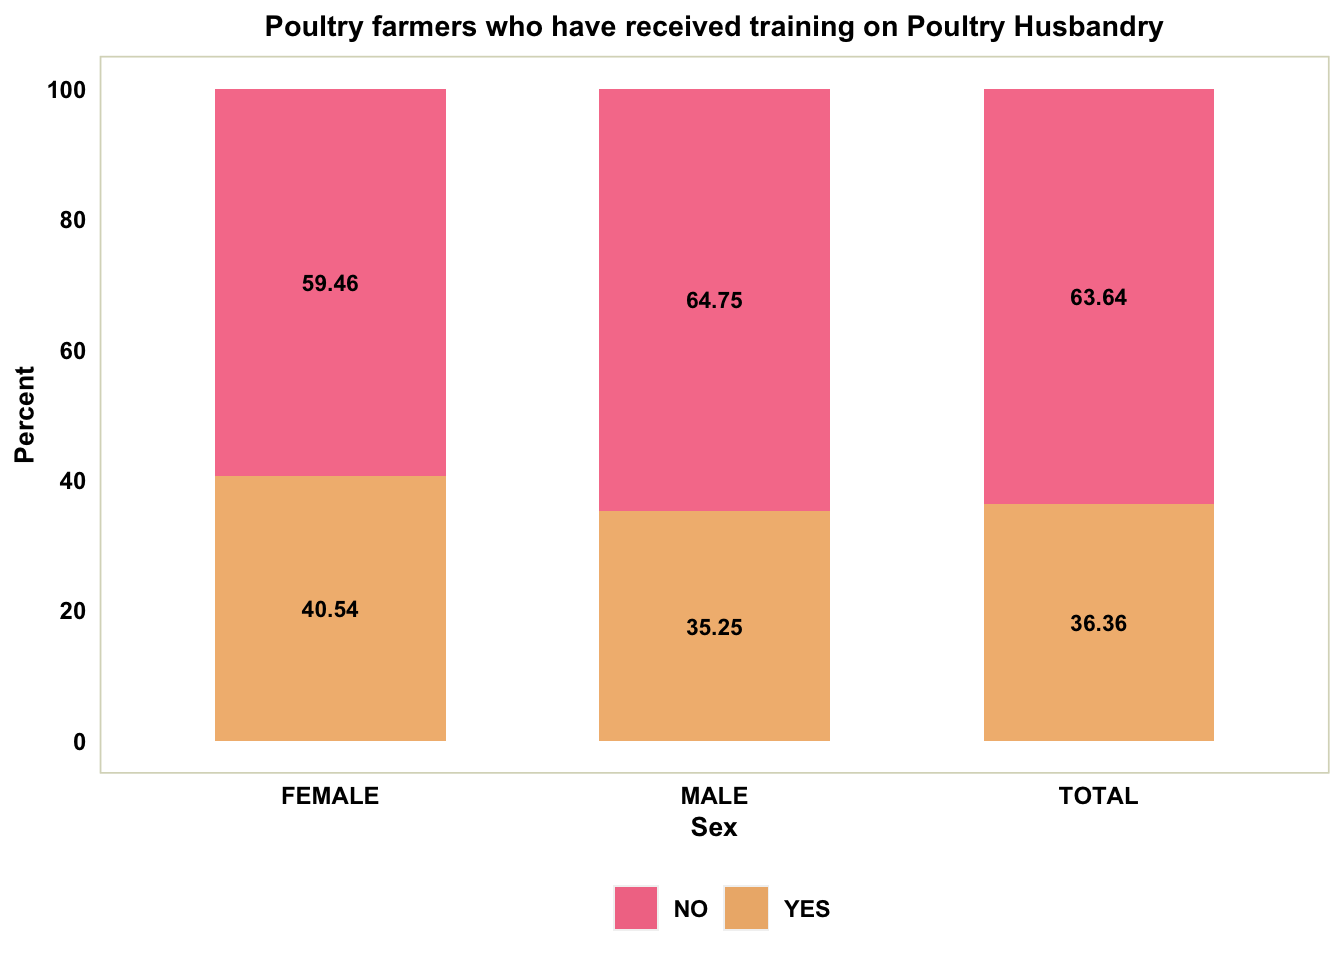 Poultry farmers who have received training on Poultry Husbandry
Percent
100
80
60
40
20
0
59.46
64.75
63.64
40.54
35.25
36.36
FEMALE MALE TOTAL
Sex
NO YES